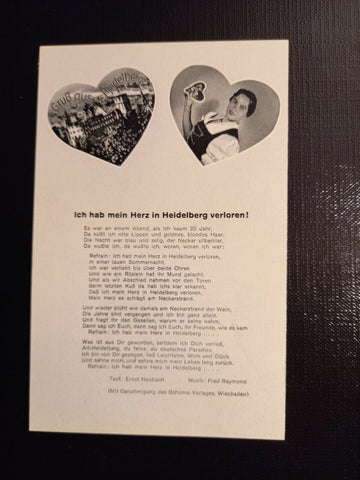 Gruß aus Heidelberg
Ich hab mein Herz in Heidelberg verloren!
Es war an einem Abend, als ich kaum 20 Jahr,
Da küßt ich rote Lippen und goldnes, blondes Haar.
Die Nacht war blau und selig, der Neckar silberklar,
Da wußte ich, da wußte ich, woran, woran ich war:
Refrain: Ich hab mein Herz in Heidelberg verloren,
in einer lauen Sommernacht.
Ich war verliebt bis über beide Ohren
Und wie ein Röslein hat ihr Mund gelacht.
Und als wir Abschied nahmen vor den Toren
Beim letzten Kuß da hab ichs klar erkannt,
Daß ich mein Herz in Heidelberg verloren,
Mein Herz es schlägt am Neckarstrand.
Und wieder blüht wie damals am Neckarstrand der Wein,
Die Jahre sind vergangen und ich bin ganz allein.
Und fragt ihr den Gesellen, warum er keine nahm,
Dann sag ich Euch, dann sag ich Euch, ihr Freunde, wie es kam
Refrain: Ich hab mein Herz in Heidelberg . . . .
Was ist aus Dir geworden, seitdem ich Dich verließ,
Alt-Heidelberg, du feine, du deutsches Paradies.
Ich bin von Dir gezogen, ließ Leichtsinn, Wein und Glück
Und sehne mich, und sehne mich mein Leben lang zurück.
Refrain: Ich hab mein Herz in Heidelberg . . . .
Text: Ernst Neubach Musik: Fred Raymond
(Mit Genehmigung des Boheme-Verlages, Wiesbaden)